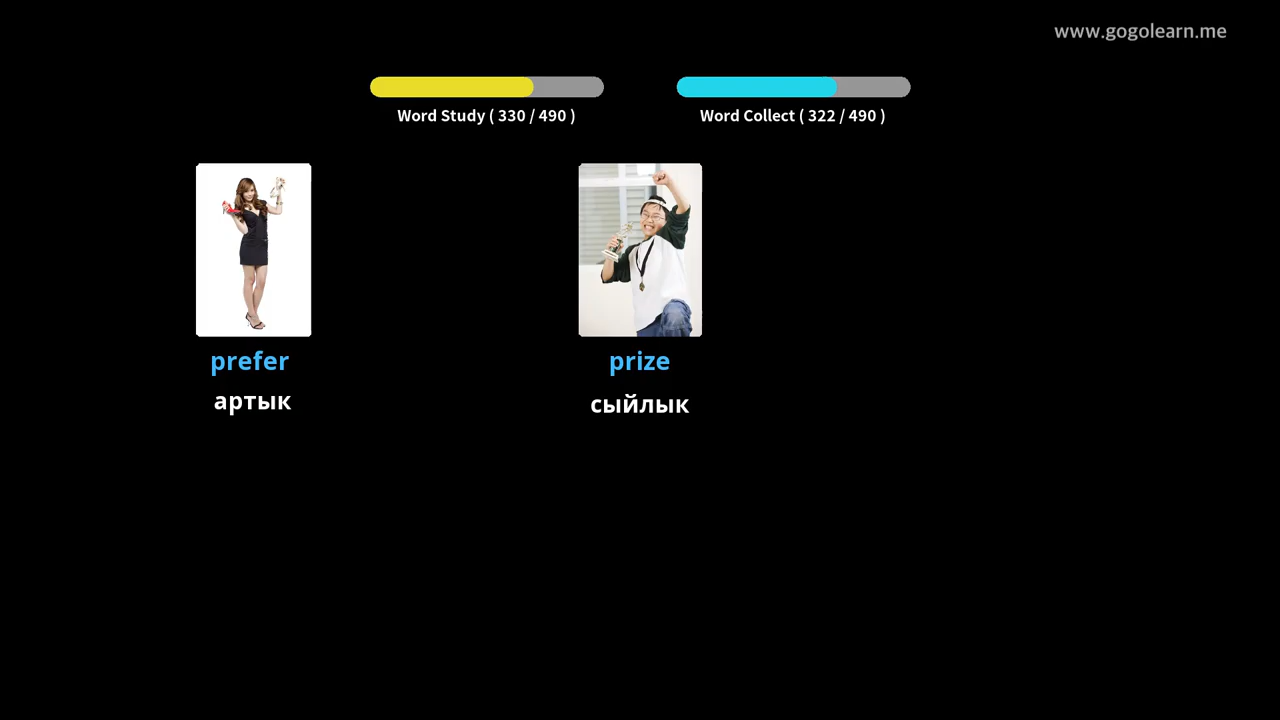 www.gogolearn.me
Word Study ( 330 / 490 )
Word Collect ( 322 / 490 )
prefer
артык
prize
сыйлык